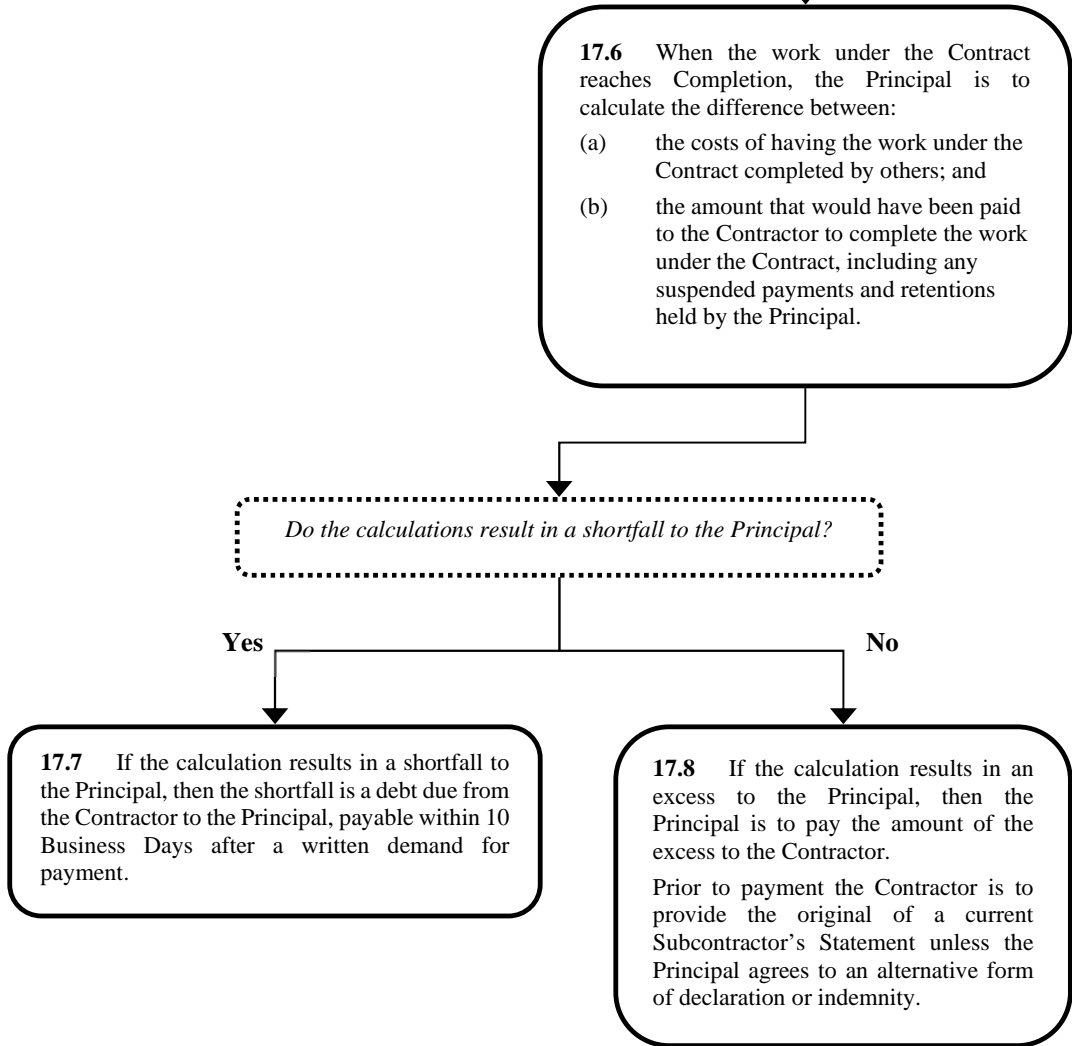 17.6 When the work under the Contract
reaches Completion, the Principal is to
calculate the difference between:
(a) the costs of having the work under the
Contract completed by others; and
(b) the amount that would have been paid
to the Contractor to complete the work
under the Contract, including any
suspended payments and retentions
held by the Principal.
Do the calculations result in a shortfall to the Principal?
Yes
No
17.7 If the calculation results in a shortfall to
the Principal, then the shortfall is a debt due from
the Contractor to the Principal, payable within 10
Business Days after a written demand for
payment.
17.8 If the calculation results in an
excess to the Principal, then the
Principal is to pay the amount of the
excess to the Contractor.
Prior to payment the Contractor is to
provide the original of a current
Subcontractor's Statement unless the
Principal agrees to an alternative form
of declaration or indemnity.